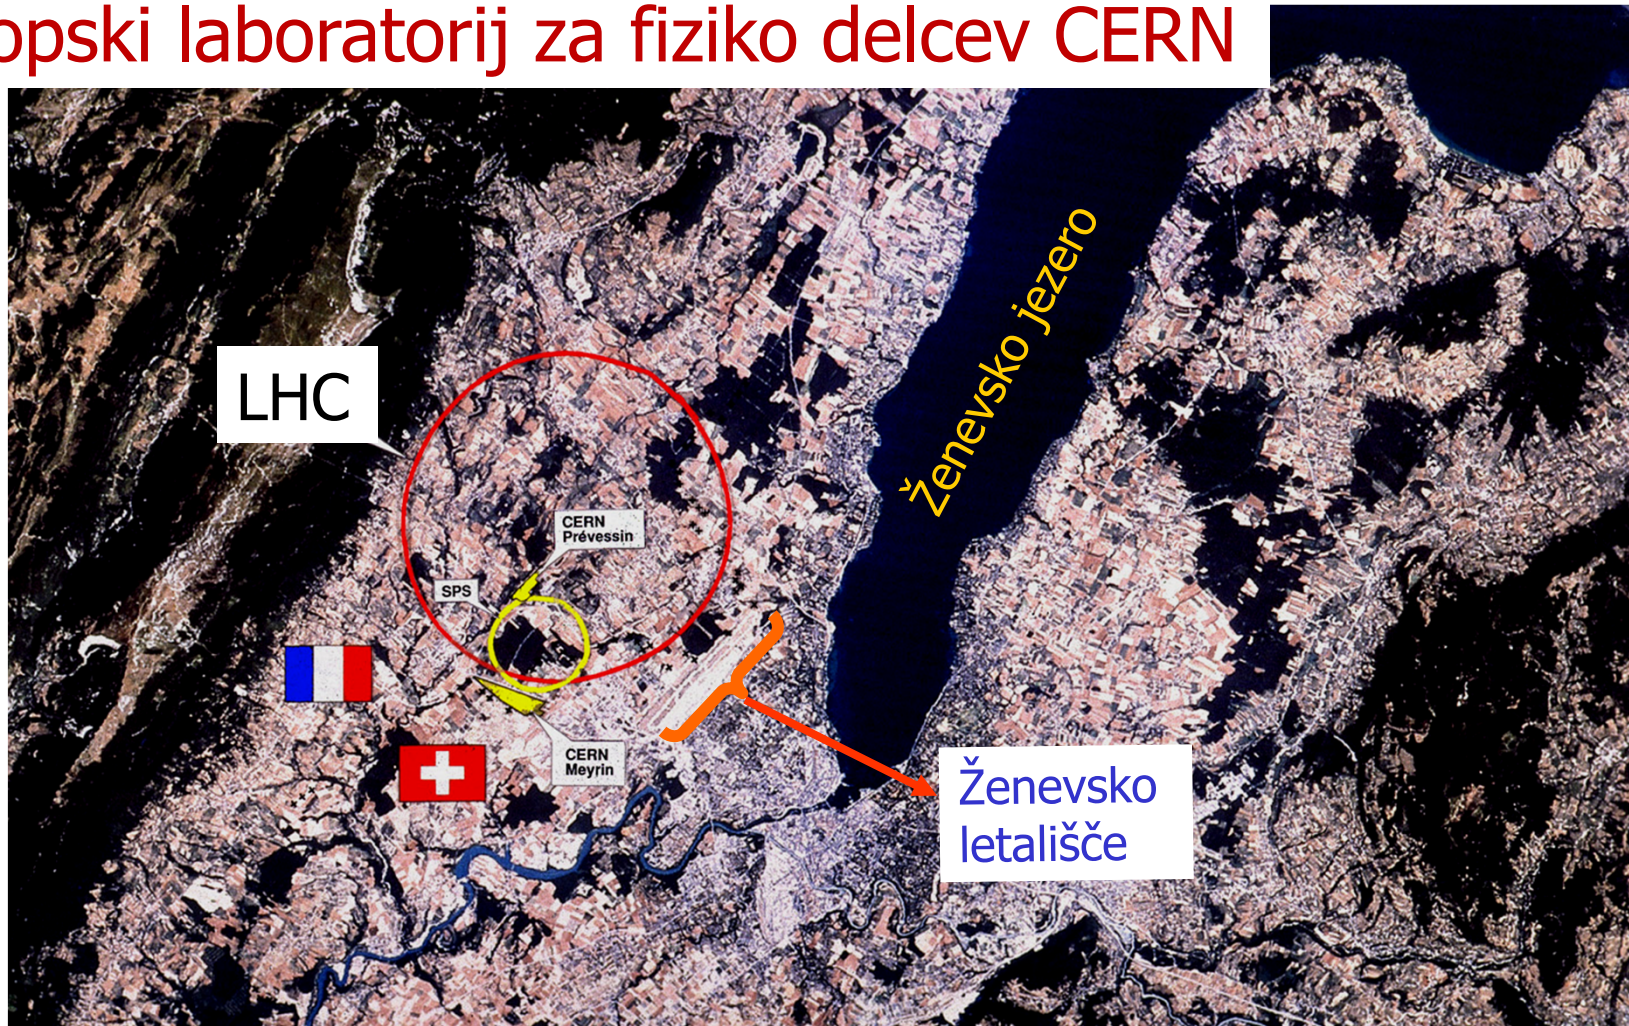 opski laboratorij za fiziko delcev CERN
Ženevsko jezero
LHC
CERN
Prévessin
SPS
CERN
Meyrin
Ženevsko
letališče